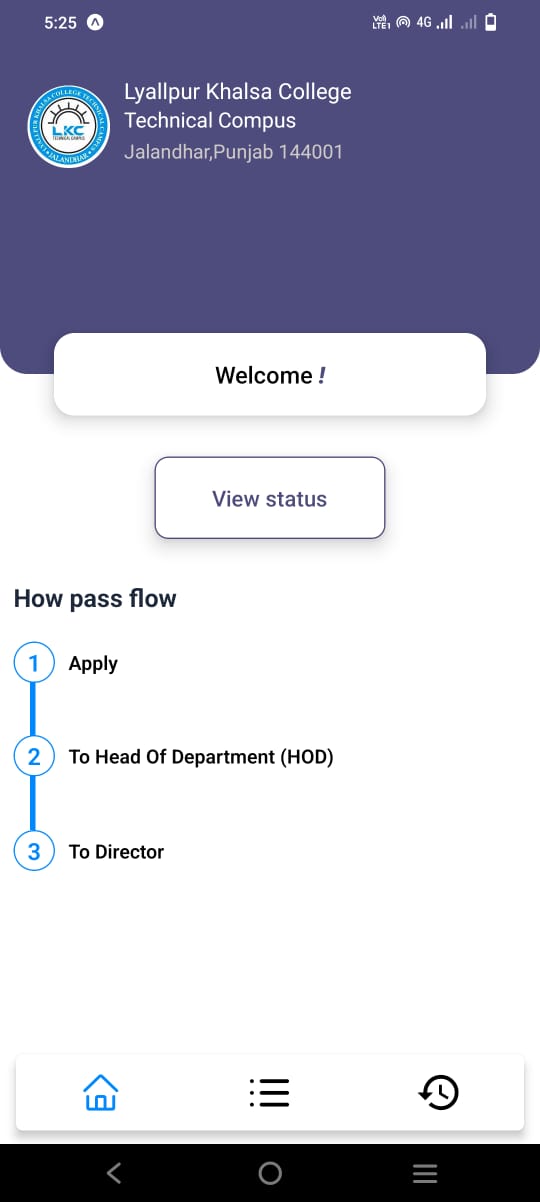 5:25
Vo)
LTE1
4G
Lyallpur Khalsa College
Technical Compus
Jalandhar,Punjab 144001
LYALLPUR KHALSA COLLEGE TECHNICAL CAMPUS
LKC
TECHNICAL CAMPUS
JALANDHAR
Welcome !
View status
How pass flow
1 Apply
2 To Head Of Department (HOD)
3 To Director